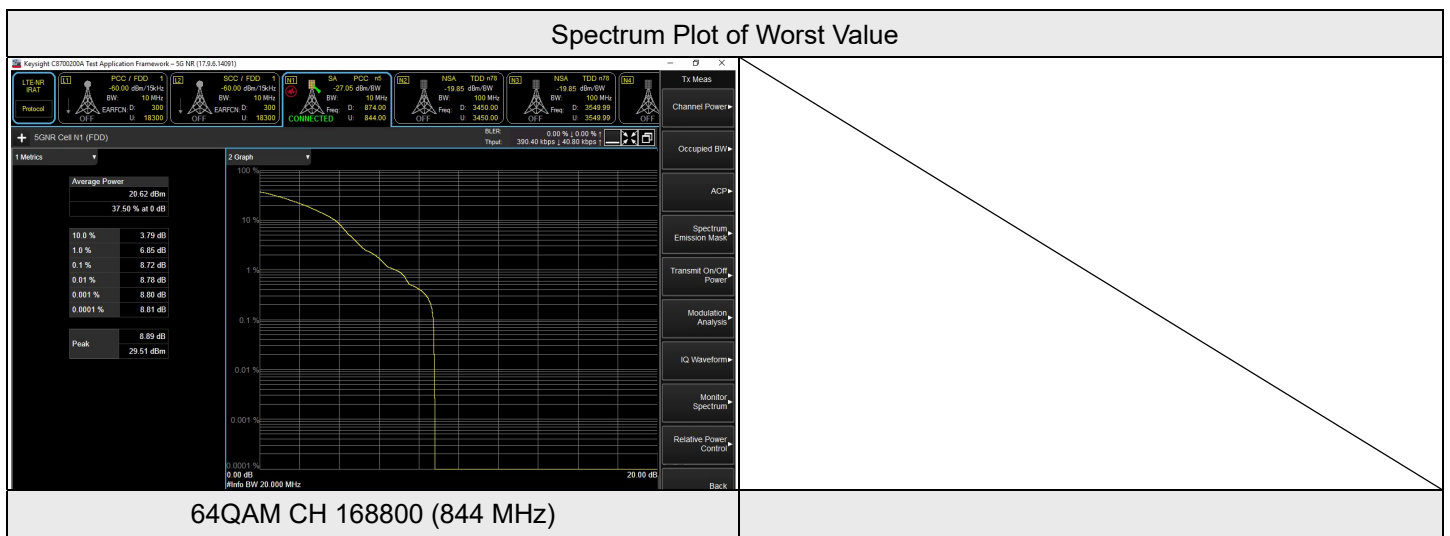 Spectrum Plot of Worst Value
Keysight C8700200A Test Application Framework – 5G NR (17.9.6.14091)
LTE-NR IRAT
Protocol
L1 PCC / FDD 1
-60.00 dBm/15kHz
BW: 10 MHz
EARFCN: D: 300
OFF U: 18300
L2 SCC / FDD 1
-60.00 dBm/15kHz
BW: 10 MHz
EARFCN: D: 300
OFF U: 18300
N1 SA PCC n5
-27.05 dBm/BW
BW: 10 MHz
Freq: D: 874.00
CONNECTED U: 844.00
N2 NSA TDD n78
-19.85 dBm/BW
BW: 100 MHz
Freq: D: 3450.00
OFF U: 3450.00
N3 NSA TDD n78
-19.85 dBm/BW
BW: 100 MHz
Freq: D: 3549.99
OFF U: 3549.99
N4
OFF
5GNR Cell N1 (FDD)
BLER: 0.00 % ↓ 0.00 % ↑
Thput: 390.40 kbps ↓ 40.80 kbps ↑
1 Metrics
Average Power
20.62 dBm
37.50 % at 0 dB
10.0 % 3.79 dB
1.0 % 6.85 dB
0.1 % 8.72 dB
0.01 % 8.78 dB
0.001 % 8.80 dB
0.0001 % 8.81 dB
Peak 8.89 dB
29.51 dBm
2 Graph
100 %
10 %
1 %
0.1 %
0.01 %
0.001 %
0.0001 %
0.00 dB 20.00 dB
#Info BW 20.000 MHz
Tx Meas
Channel Power
Occupied BW
ACP
Spectrum
Emission Mask
Transmit On/Off
Power
Modulation
Analysis
IQ Waveform
Monitor
Spectrum
Relative Power
Control
Back
64QAM CH 168800 (844 MHz)